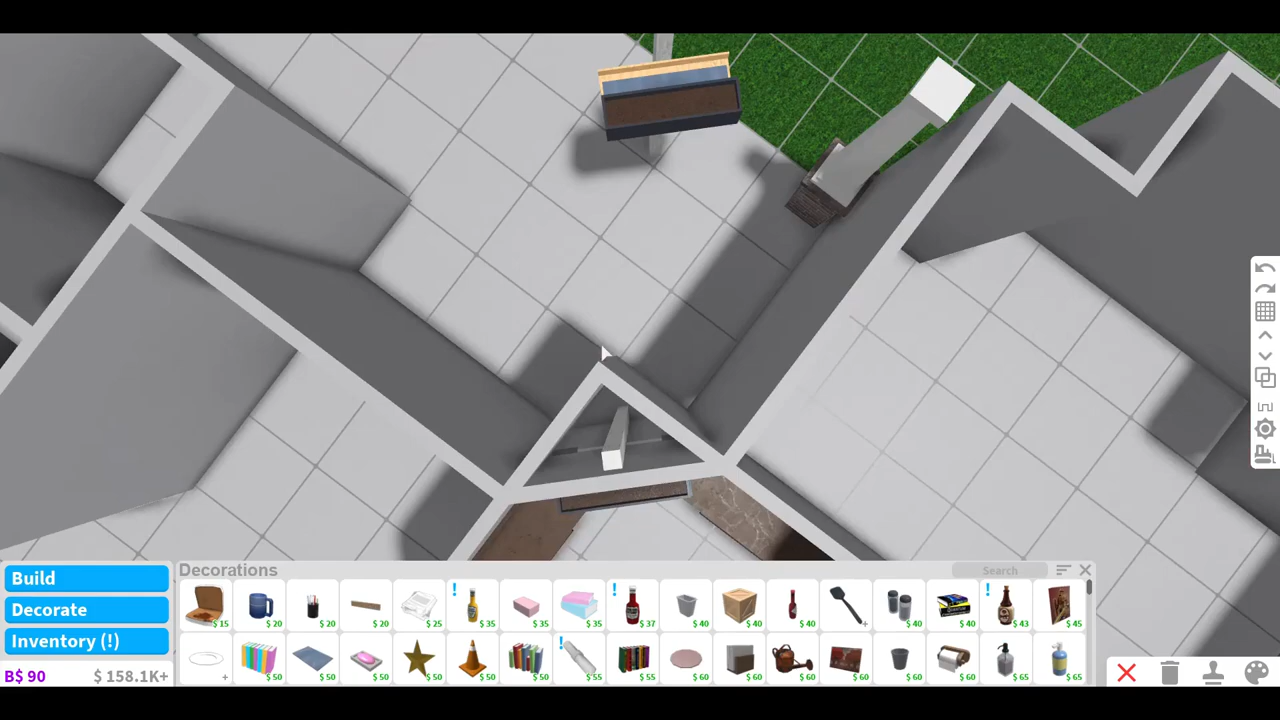 Build
Decorate
Inventory (!)
B$ 90 $ 158.1K+
Decorations
Search
$ 15 $ 20 $ 20 $ 20 $ 25 ! $ 35 $ 35 $ 35 ! $ 37 $ 40 $ 40 $ 40 + $ 40 $ 40 ! $ 43 $ 45
+ $ 50 $ 50 $ 50 $ 50 $ 50 $ 50 ! $ 55 $ 55 $ 60 $ 60 $ 60 $ 60 $ 60 $ 60 $ 65 $ 65